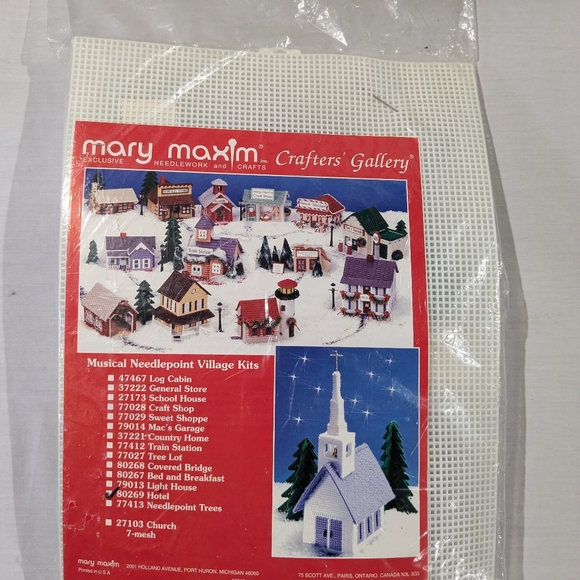 mary maxim® inc. Crafters' Gallery®
EXCLUSIVE NEEDLEWORK and CRAFTS
Musical Needlepoint Village Kits
47467 Log Cabin
37222 General Store
27173 School House
77028 Craft Shop
77029 Sweet Shoppe
79014 Mac's Garage
37221 Country Home
77412 Train Station
77027 Tree Lot
80268 Covered Bridge
80267 Bed and Breakfast
79013 Light House
80269 Hotel
77413 Needlepoint Trees
27103 Church
7-mesh
mary maxim
Printed in U.S.A.
2001 HOLLAND AVENUE, PORT HURON, MICHIGAN 48060
75 SCOTT AVE., PARIS, ONTARIO, CANADA N3L 3G5